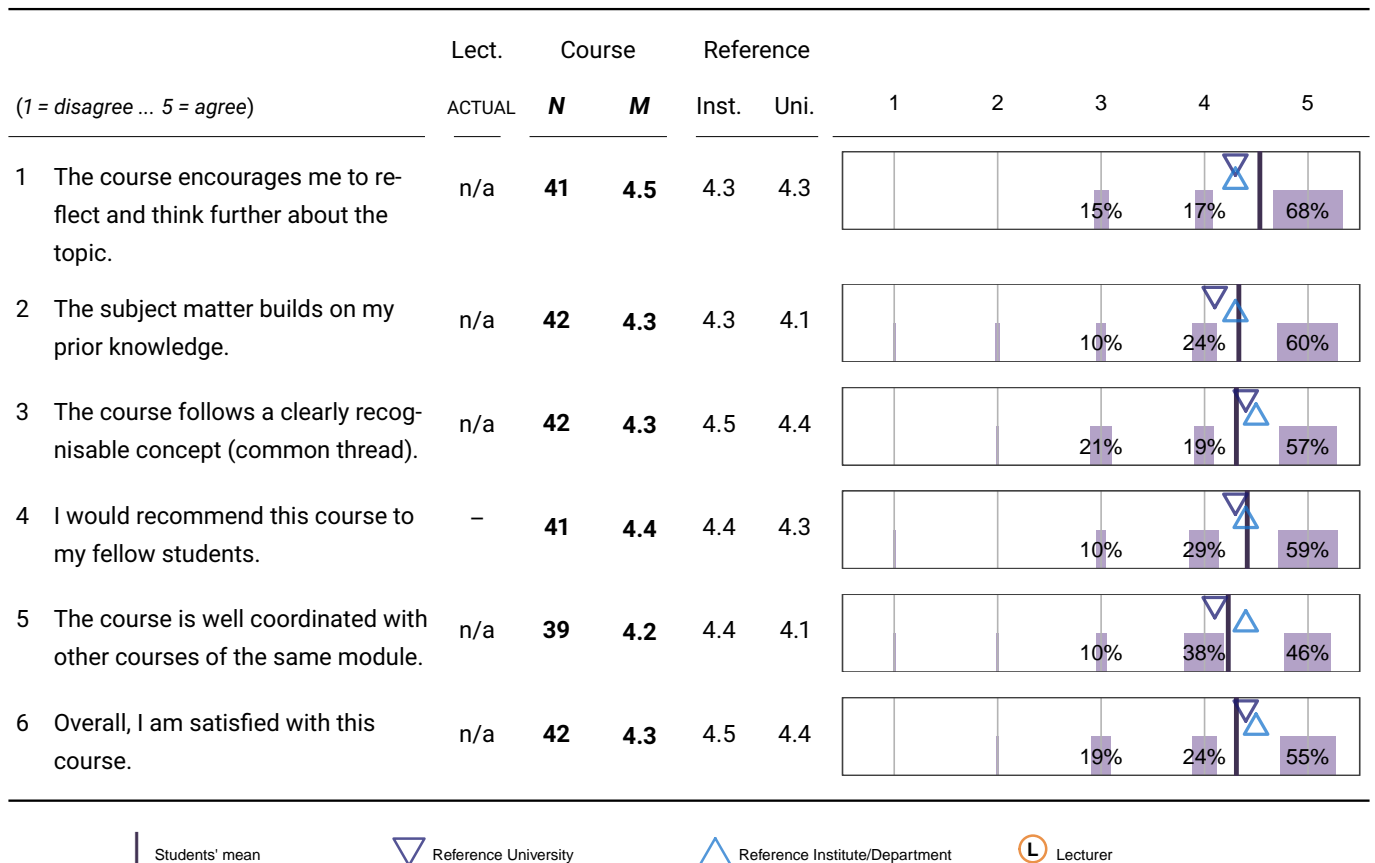 Lect. Course Reference
(1 = disagree ... 5 = agree) ACTUAL N M Inst. Uni. 1 2 3 4 5
1 The course encourages me to re-
flect and think further about the
topic.
n/a 41 4.5 4.3 4.3
15% 17% 68%
2 The subject matter builds on my
prior knowledge.
n/a 42 4.3 4.3 4.1
10% 24% 60%
3 The course follows a clearly recog-
nisable concept (common thread).
n/a 42 4.3 4.5 4.4
21% 19% 57%
4 I would recommend this course to
my fellow students.
– 41 4.4 4.4 4.3
10% 29% 59%
5 The course is well coordinated with
other courses of the same module.
n/a 39 4.2 4.4 4.1
10% 38% 46%
6 Overall, I am satisfied with this
course.
n/a 42 4.3 4.5 4.4
19% 24% 55%
Students' mean Reference University Reference Institute/Department L Lecturer